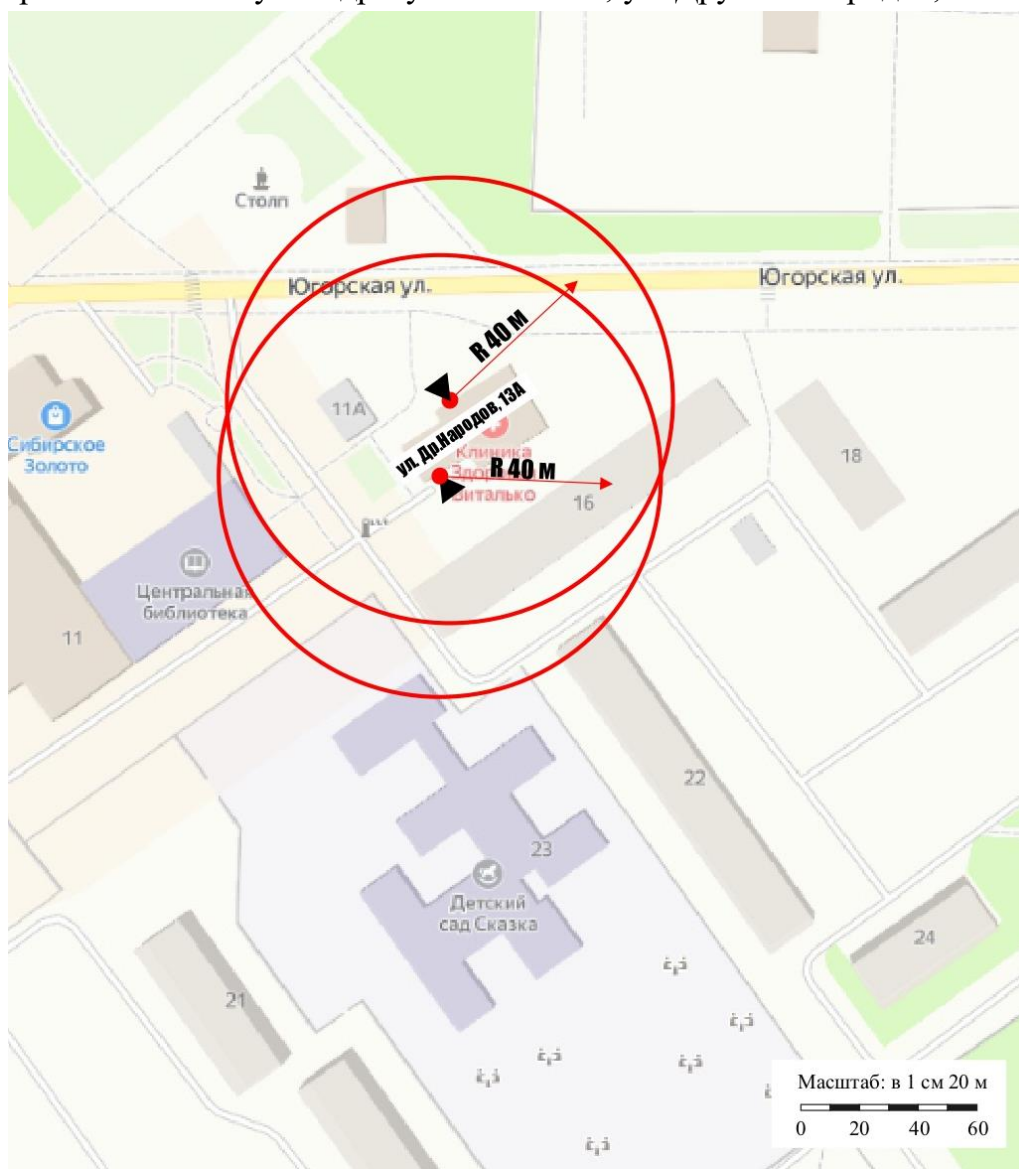 Столп
Югорская ул.
Югорская ул.
R 40 М
11А
ул. Др.Народов, 13А
Сибирское
Золото
Клиника
Виталько
R 40 М
18
16
Центральная
библиотека
11
22
23
Детский
сад Сказка
24
21
Масштаб: в 1 см 20 м
0 20 40 60